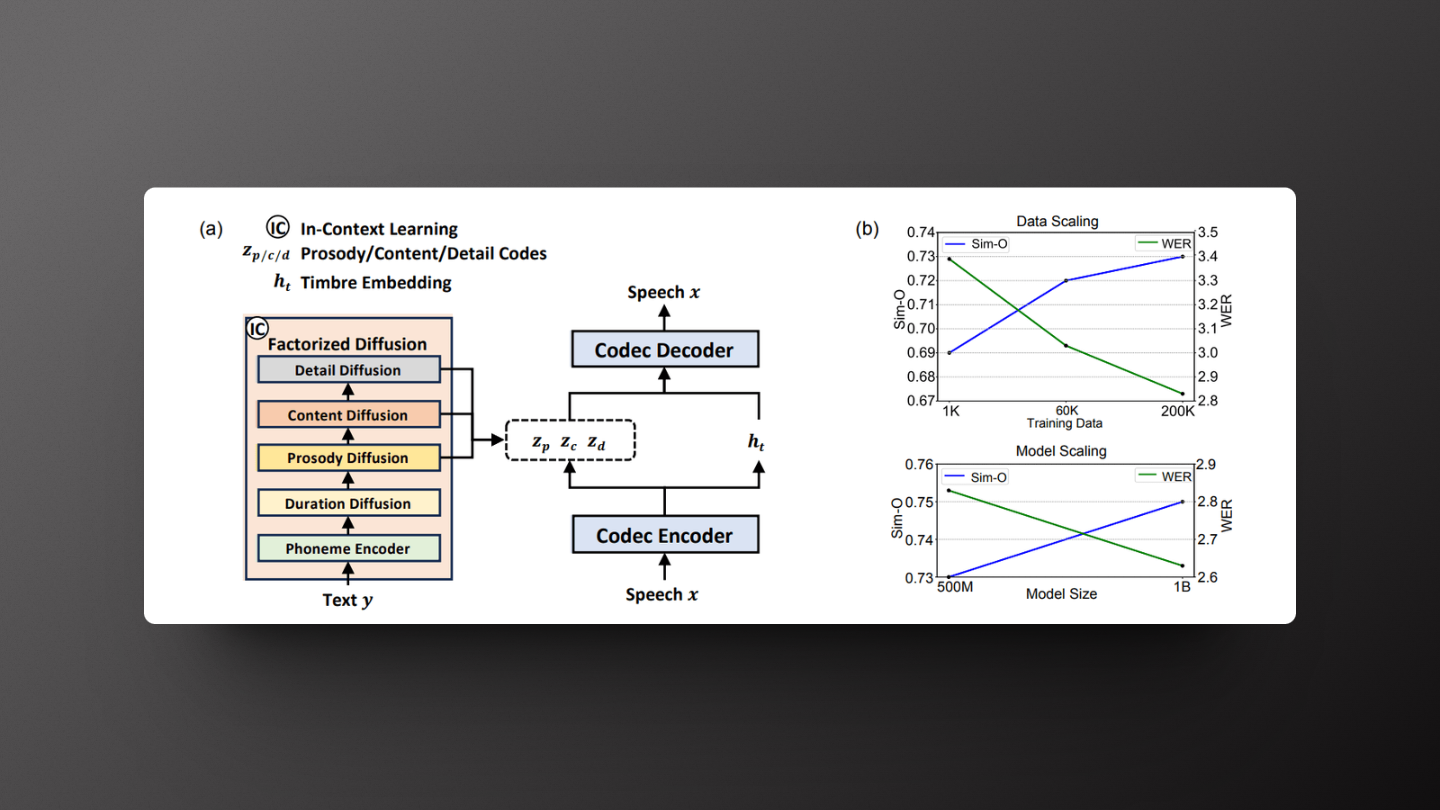 (a)
IC In-Context Learning
z_p/c/d Prosody/Content/Detail Codes
h_t Timbre Embedding
IC
Factorized Diffusion
Detail Diffusion
Content Diffusion
Prosody Diffusion
Duration Diffusion
Phoneme Encoder
Text y
Speech x
Codec Decoder
z_p z_c z_d
h_t
Codec Encoder
Speech x
(b)
Data Scaling
Sim-O
WER
0.74
0.73
0.72
0.71
0.70
0.69
0.68
0.67
Sim-O
3.5
3.4
3.3
3.2
3.1
3.0
2.9
2.8
WER
1K 60K 200K
Training Data
Model Scaling
Sim-O
WER
0.76
0.75
0.74
0.73
Sim-O
2.9
2.8
2.7
2.6
WER
500M 1B
Model Size